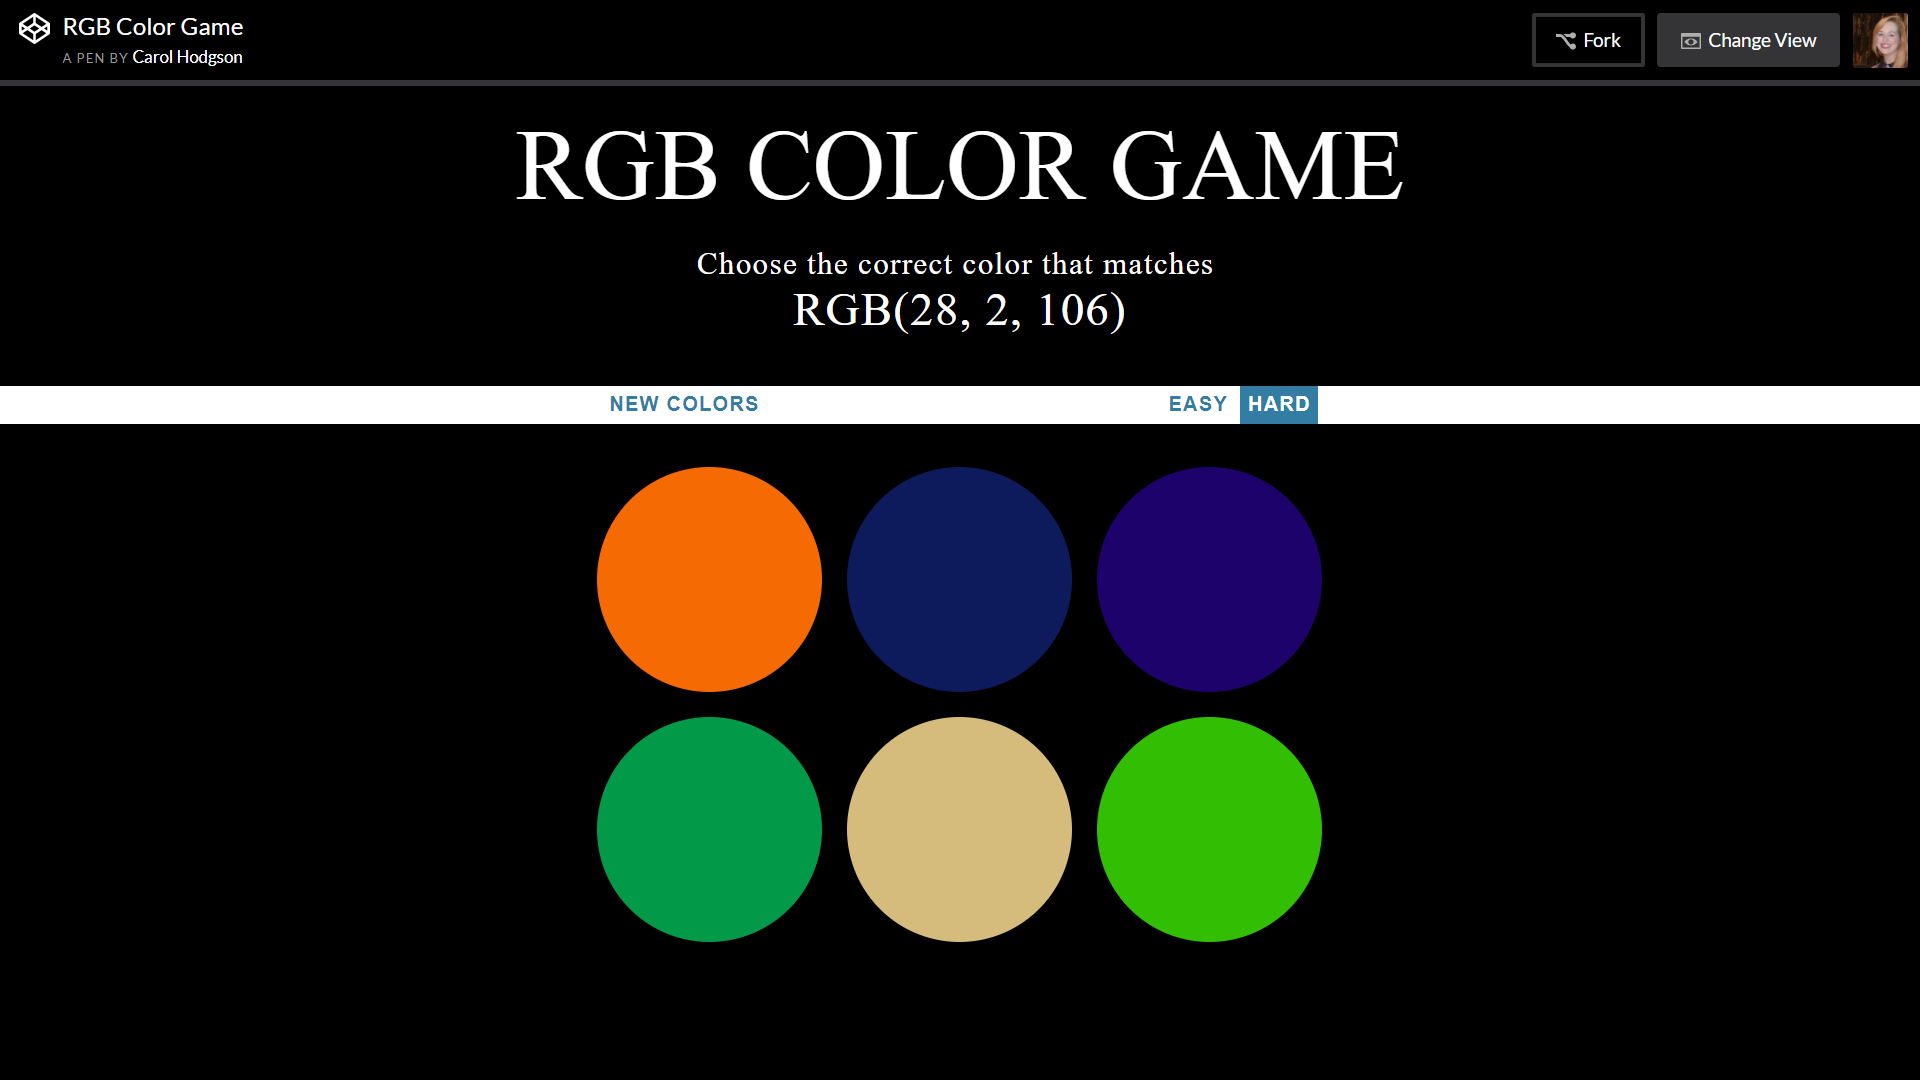 RGB Color Game
A PEN BY Carol Hodgson
Fork
Change View
RGB COLOR GAME
Choose the correct color that matches
RGB(28, 2, 106)
NEW COLORS
EASY
HARD